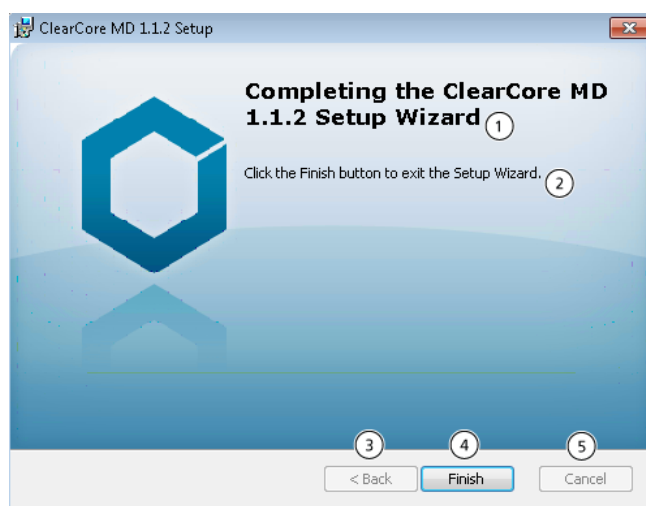 ClearCore MD 1.1.2 Setup
Completing the ClearCore MD
1.1.2 Setup Wizard 1
Click the Finish button to exit the Setup Wizard. 2
3 4 5
< Back Finish Cancel